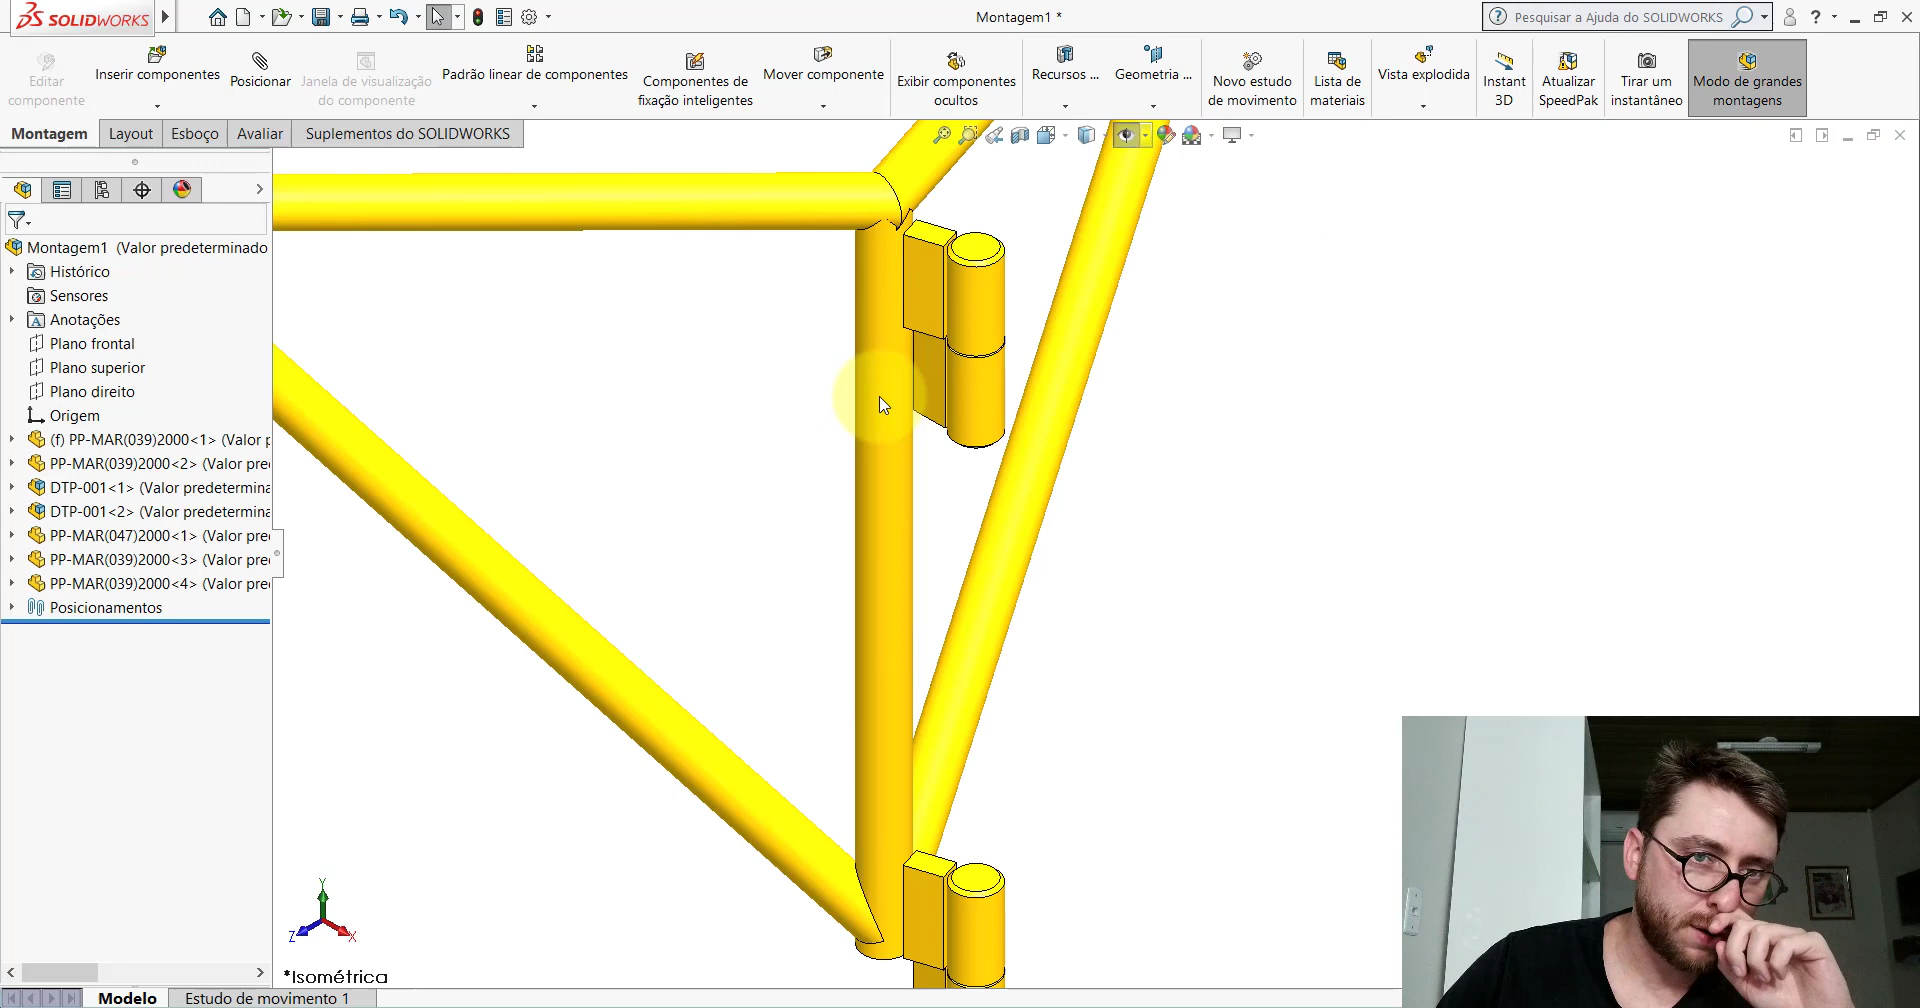 SOLIDWORKS
Montagem1 *
Pesquisar a Ajuda do SOLIDWORKS
Editar
componente
Inserir componentes
Posicionar
Janela de visualização
do componente
Padrão linear de componentes
Componentes de
fixação inteligentes
Mover componente
Exibir componentes
ocultos
Recursos ...
Geometria ...
Novo estudo
de movimento
Lista de
materiais
Vista explodida
Instant
3D
Atualizar
SpeedPak
Tirar um
instantâneo
Modo de grandes
montagens
Montagem
Layout
Esboço
Avaliar
Suplementos do SOLIDWORKS
Montagem1 (Valor predeterminado
Histórico
Sensores
Anotações
Plano frontal
Plano superior
Plano direito
Origem
(f) PP-MAR(039)2000<1> (Valor p
PP-MAR(039)2000<2> (Valor pred
DTP-001<1> (Valor predetermina
DTP-001<2> (Valor predetermina
PP-MAR(047)2000<1> (Valor pred
PP-MAR(039)2000<3> (Valor pred
PP-MAR(039)2000<4> (Valor pred
Posicionamentos
Y
Z
X
*Isométrica
Modelo
Estudo de movimento 1